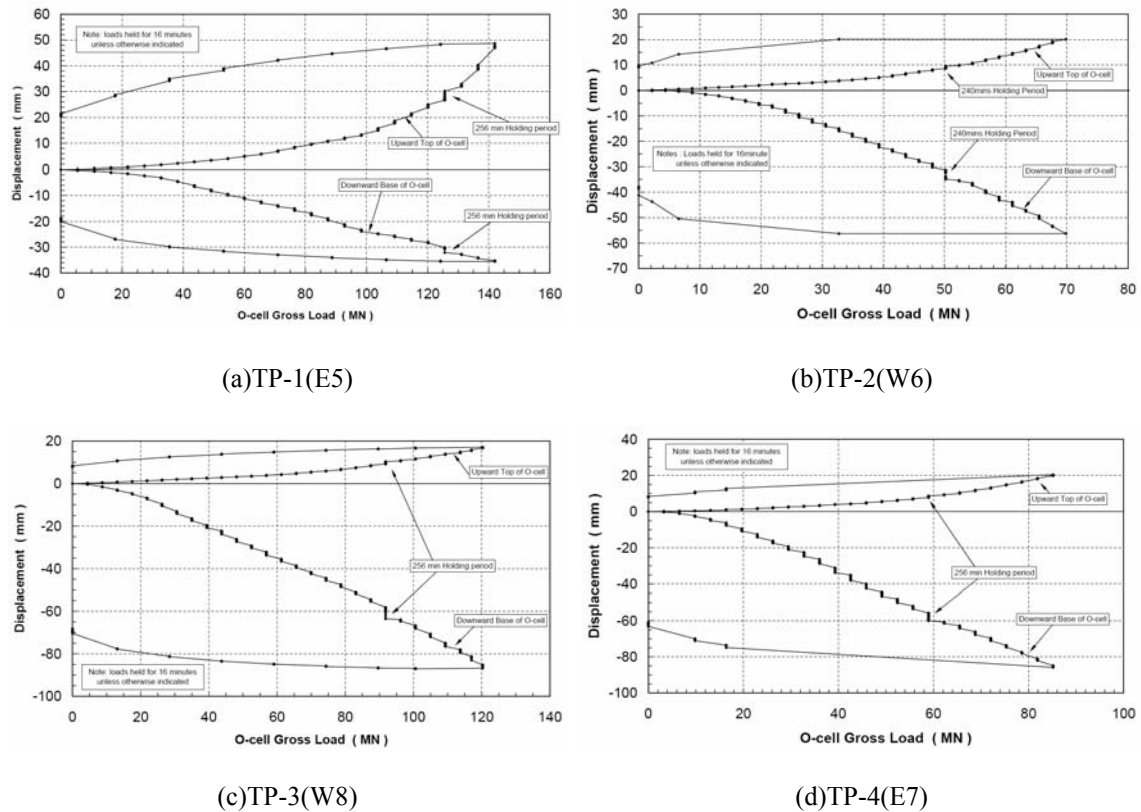 60
50
40
30
20
10
0
-10
-20
-30
-40
Displacement ( mm )
Note: loads held for 16 minutes
unless otherwise indicated
256 min Holding period
Upward Top of O-cell
Downward Base of O-cell
256 min Holding period
0 20 40 60 80 100 120 140 160
O-cell Gross Load ( MN )
(a)TP-1(E5)
30
20
10
0
-10
-20
-30
-40
-50
-60
-70
Displacement ( mm )
Upward Top of O-cell
240mins Holding Period
240mins Holding Period
Notes : Loads held for 16minute
unless otherwise indicated
Downward Base of O-cell
0 10 20 30 40 50 60 70 80
O-cell Gross Load ( MN )
(b)TP-2(W6)
20
0
-20
-40
-60
-80
-100
Displacement ( mm )
Upward Top of O-cell
256 min Holding period
Downward Base of O-cell
Note: loads held for 16 minutes
unless otherwise indicated
0 20 40 60 80 100 120 140
O-cell Gross Load ( MN )
(c)TP-3(W8)
40
20
0
-20
-40
-60
-80
-100
Displacement ( mm )
Note: loads held for 16 minutes
unless otherwise indicated
Upward Top of O-cell
256 min Holding period
Downward Base of O-cell
0 20 40 60 80 100
O-cell Gross Load ( MN )
(d)TP-4(E7)